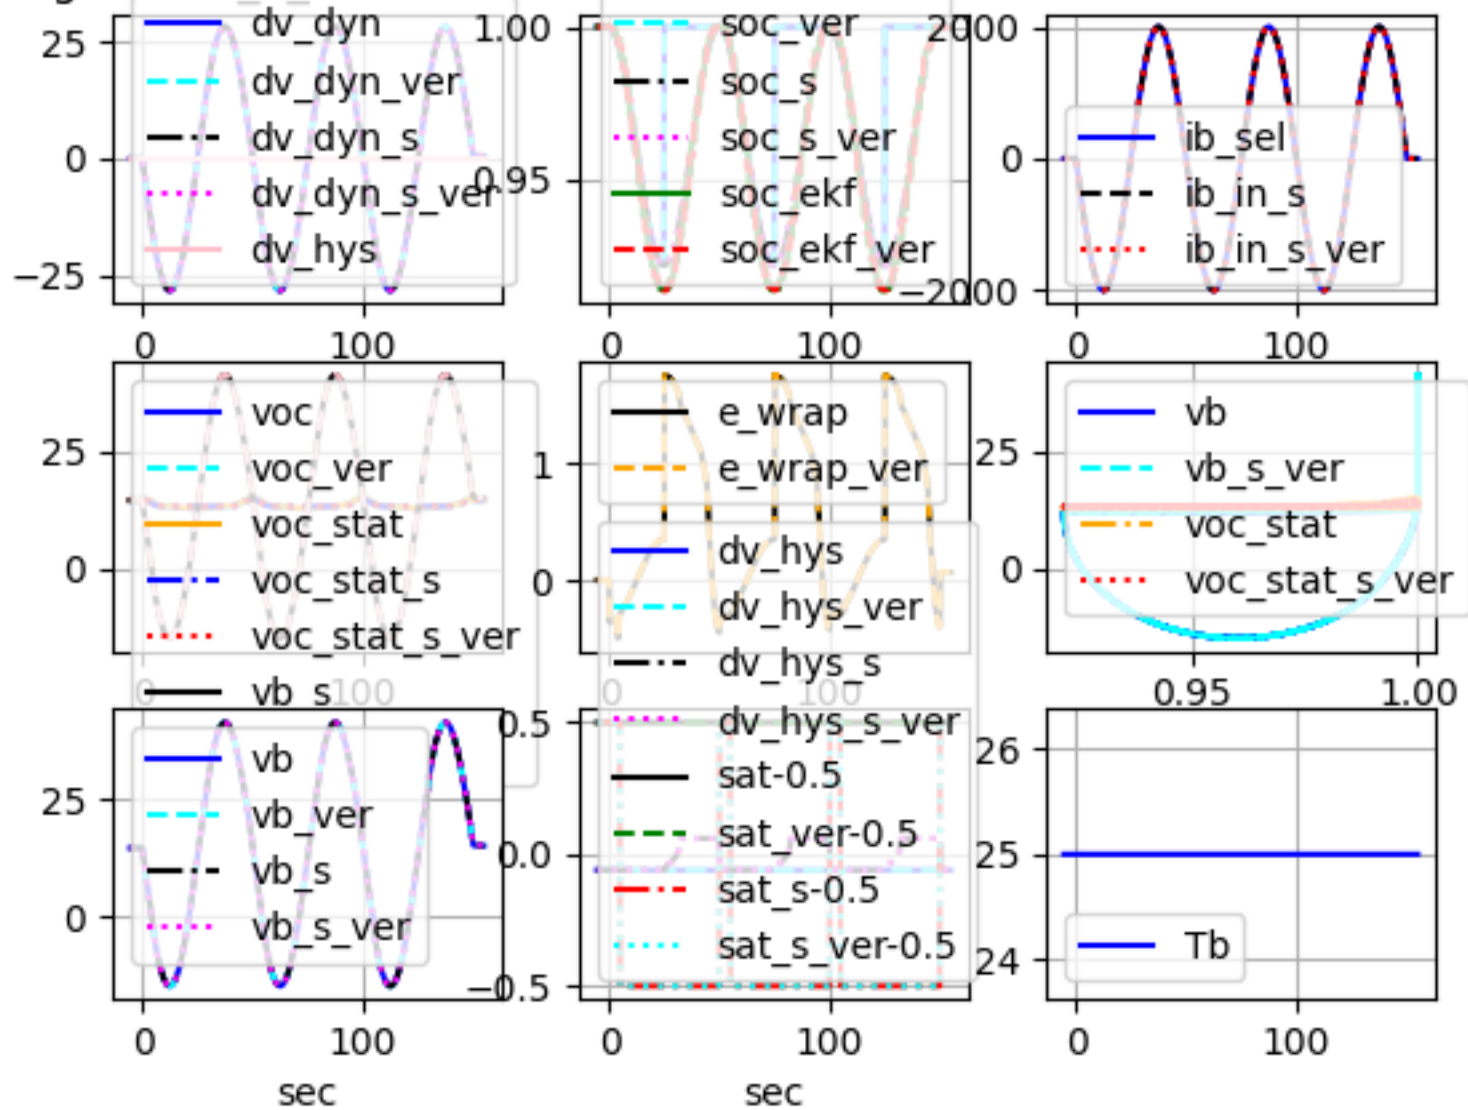 dv_dyn
dv_dyn_ver
dv_dyn_s
dv_dyn_s_ver
dv_hys
25
0
−25
0
100
soc_ver
soc_s
soc_s_ver
soc_ekf
soc_ekf_ver
1.00
0.95
0
100
ib_sel
ib_in_s
ib_in_s_ver
2000
0
−2000
0
100
voc
voc_ver
voc_stat
voc_stat_s
voc_stat_s_ver
vb_s
25
0
0
100
e_wrap
e_wrap_ver
1
0
0
100
vb
vb_s_ver
voc_stat
voc_stat_s_ver
25
0
0.95
1.00
vb
vb_ver
vb_s
vb_s_ver
25
0
0
100
sec
dv_hys
dv_hys_ver
dv_hys_s
dv_hys_s_ver
sat-0.5
sat_ver-0.5
sat_s-0.5
sat_s_ver-0.5
0.5
0.0
−0.5
0
100
sec
Tb
26
25
24
0
100